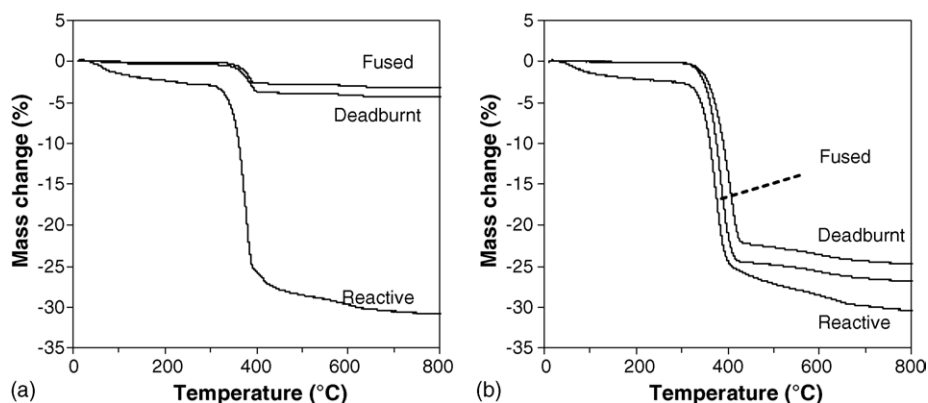 5
0
-5
-10
-15
-20
-25
-30
-35
Mass change (%)
Fused
Deadburnt
Reactive
0 200 400 600 800
(a) Temperature (°C)
5
0
-5
-10
-15
-20
-25
-30
-35
Mass change (%)
Fused
Deadburnt
Reactive
0 200 400 600 800
(b) Temperature (°C)